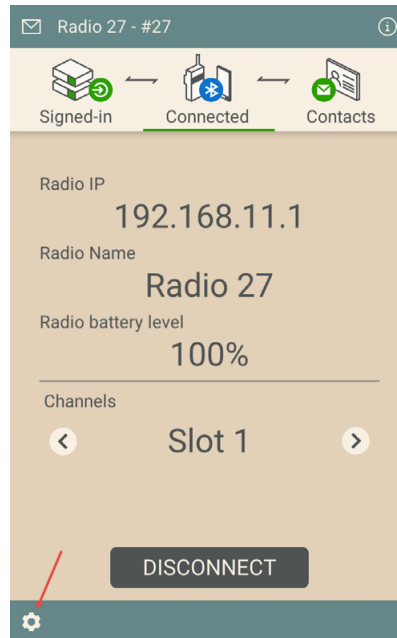 Radio 27 - #27
Signed-in Connected Contacts
Radio IP
192.168.11.1
Radio Name
Radio 27
Radio battery level
100%
Channels
Slot 1
DISCONNECT